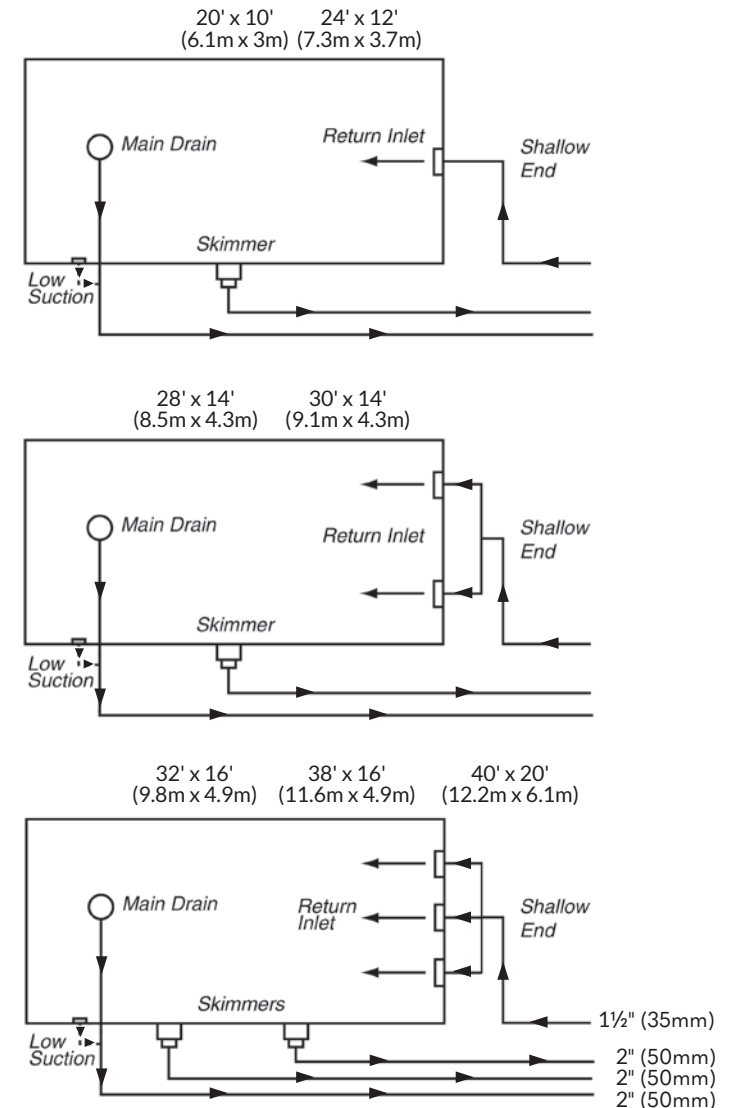 20' x 10' 24' x 12'
(6.1m x 3m) (7.3m x 3.7m)
Main Drain
Return Inlet
Shallow
End
Skimmer
Low
Suction
28' x 14' 30' x 14'
(8.5m x 4.3m) (9.1m x 4.3m)
Main Drain
Return Inlet
Shallow
End
Skimmer
Low
Suction
32' x 16' 38' x 16' 40' x 20'
(9.8m x 4.9m) (11.6m x 4.9m) (12.2m x 6.1m)
Main Drain
Return
Inlet
Shallow
End
Skimmers
Low
Suction
1½" (35mm)
2" (50mm)
2" (50mm)
2" (50mm)